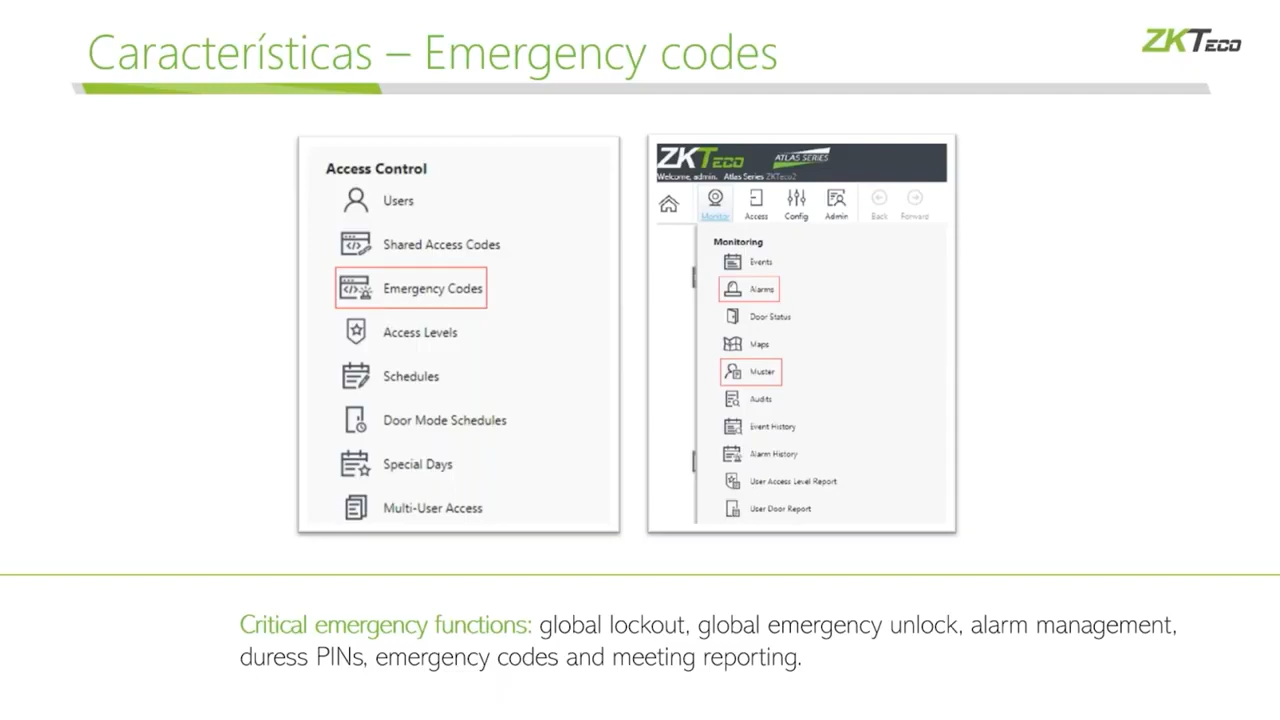 Características – Emergency codes
ZKTECO
Access Control
Users
Shared Access Codes
Emergency Codes
Access Levels
Schedules
Door Mode Schedules
Special Days
Multi-User Access
ZKTECO
ATLAS SERIES
Welcome, admin. Atlas Series ZKTeco2
Monitor
Access
Config
Admin
Back
Forward
Monitoring
Events
Alarms
Door Status
Maps
Muster
Audits
Event History
Alarm History
User Access Level Report
User Door Report
Critical emergency functions: global lockout, global emergency unlock, alarm management,
duress PINs, emergency codes and meeting reporting.